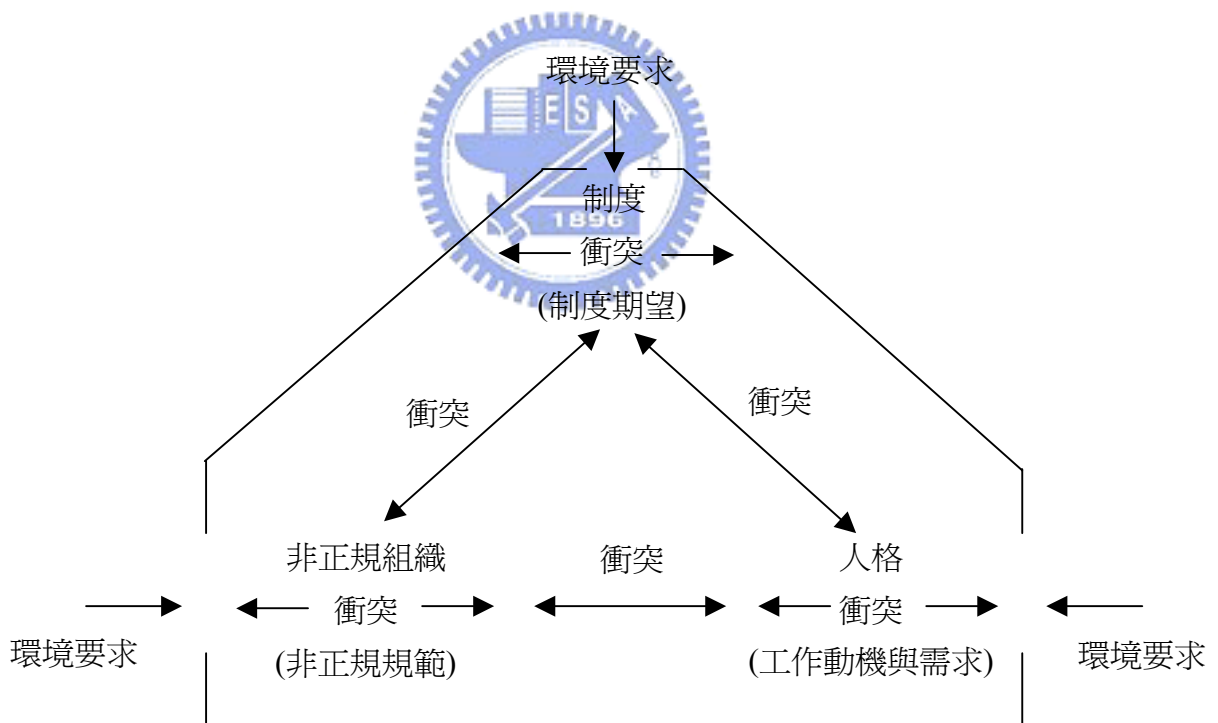 環境要求
E S A
制度
1896
衝突
(制度期望)
衝突
衝突
非正規組織
衝突
人格
衝突
衝突
環境要求
(非正規規範)
(工作動機與需求)
環境要求